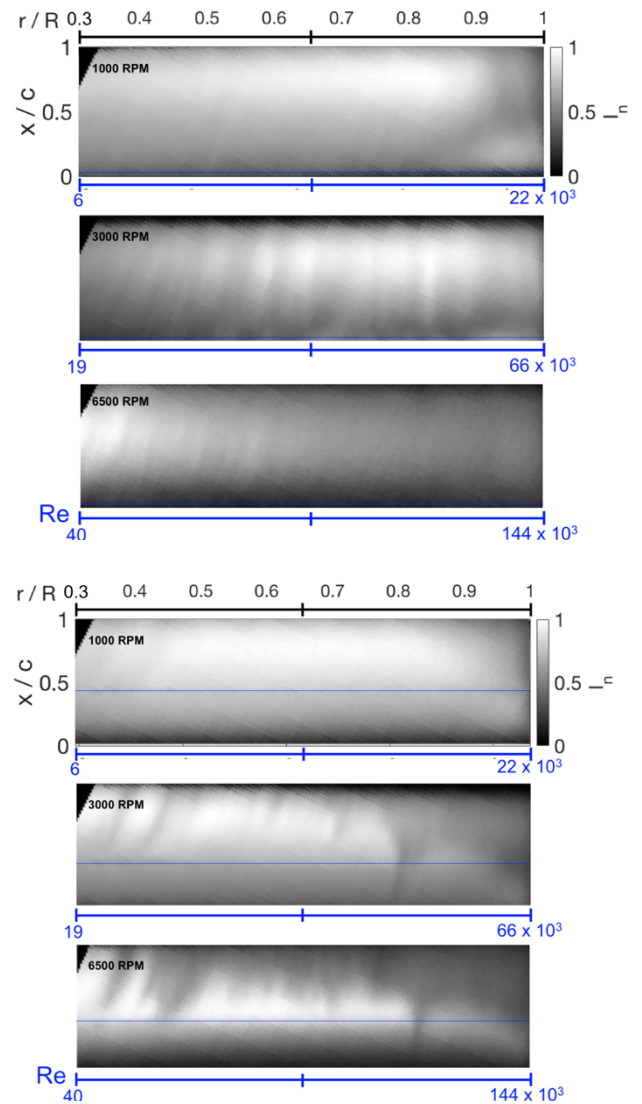 r / R 0.3 0.4 0.5 0.6 0.7 0.8 0.9 1
1 1000 RPM 1
x / c 0.5 0.5 I_n
0 0
6 22 x 10³
3000 RPM
19 66 x 10³
6500 RPM
Re
40 144 x 10³
r / R 0.3 0.4 0.5 0.6 0.7 0.8 0.9 1
1 1000 RPM 1
x / c 0.5 0.5 I_n
0 0
6 22 x 10³
3000 RPM
19 66 x 10³
6500 RPM
Re
40 144 x 10³